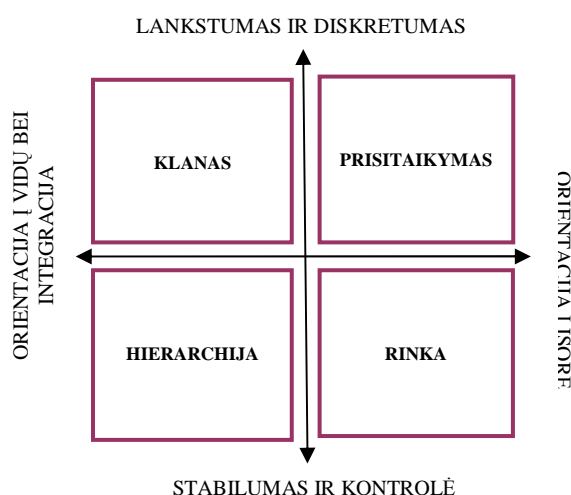 LANKSTUMAS IR DISKRETUMAS
ORIENTACIJA Į VIDŲ BEI
INTEGRACIJA
KLANAS
PRISITAIKYMAS
ORIENTACIJA Į IŠORĘ
HIERARCHIJA
RINKA
STABILUMAS IR KONTROLĖ